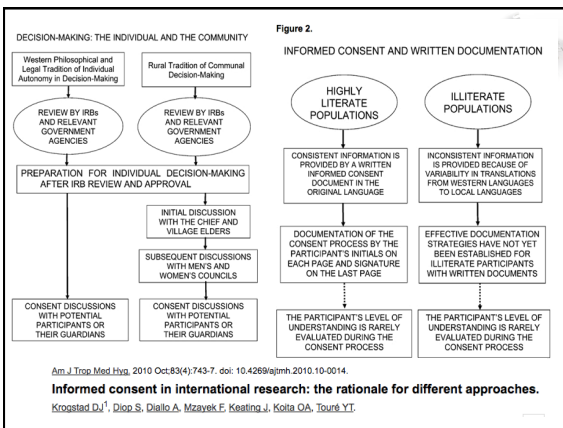 DECISION-MAKING: THE INDIVIDUAL AND THE COMMUNITY
Western Philosophical and
Legal Tradition of Individual
Autonomy in Decision-Making
Rural Tradition of Communal
Decision-Making
REVIEW BY IRBs
AND RELEVANT
GOVERNMENT
AGENCIES
REVIEW BY IRBs
AND RELEVANT
GOVERNMENT
AGENCIES
PREPARATION FOR INDIVIDUAL DECISION-MAKING
AFTER IRB REVIEW AND APPROVAL
INITIAL DISCUSSION
WITH THE CHIEF AND
VILLAGE ELDERS
SUBSEQUENT DISCUSSIONS
WITH MEN'S AND
WOMEN'S COUNCILS
CONSENT DISCUSSIONS
WITH POTENTIAL
PARTICIPANTS OR
THEIR GUARDIANS
CONSENT DISCUSSIONS
WITH POTENTIAL
PARTICIPANTS OR
THEIR GUARDIANS
Figure 2.
INFORMED CONSENT AND WRITTEN DOCUMENTATION
HIGHLY
LITERATE
POPULATIONS
ILLITERATE
POPULATIONS
CONSISTENT INFORMATION IS
PROVIDED BY A WRITTEN
INFORMED CONSENT
DOCUMENT IN THE
ORIGINAL LANGUAGE
INCONSISTENT INFORMATION
IS PROVIDED BECAUSE OF
VARIABILITY IN TRANSLATIONS
FROM WESTERN LANGUAGES
TO LOCAL LANGUAGES
DOCUMENTATION OF
THE CONSENT PROCESS BY
THE PARTICIPANT'S INITIALS ON
EACH PAGE AND SIGNATURE
ON THE LAST PAGE
EFFECTIVE DOCUMENTATION
STRATEGIES HAVE NOT YET
BEEN ESTABLISHED FOR
ILLITERATE PARTICIPANTS
WITH WRITTEN DOCUMENTS
THE PARTICIPANT'S LEVEL OF
UNDERSTANDING IS RARELY
EVALUATED DURING THE
CONSENT PROCESS
THE PARTICIPANT'S LEVEL OF
UNDERSTANDING IS RARELY
EVALUATED DURING THE
CONSENT PROCESS
Am J Trop Med Hyg. 2010 Oct;83(4):743-7. doi: 10.4269/ajtmh.2010.10-0014.
Informed consent in international research: the rationale for different approaches.
Krogstad DJ1, Diop S, Diallo A, Mzayek F, Keating J, Koita OA, Touré YT.